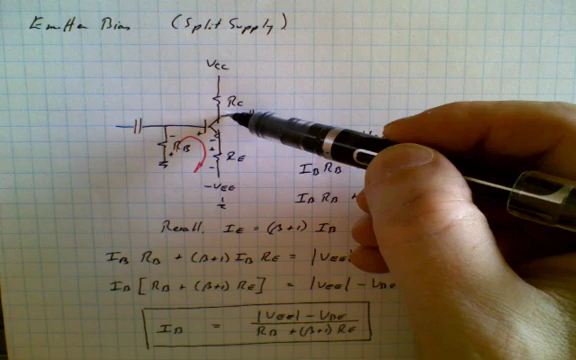 Emitter Bias (Split Supply)
VCC
RC
RB
RE
-VEE
IB RB
IB RB +
Recall, IE = (β+1) IB
IB RB + (β+1) IB RE = |VEE|
IB [RB + (β+1) RE] = |VEE| - VBE
IB = |VEE| - VBE / RB + (β+1) RE